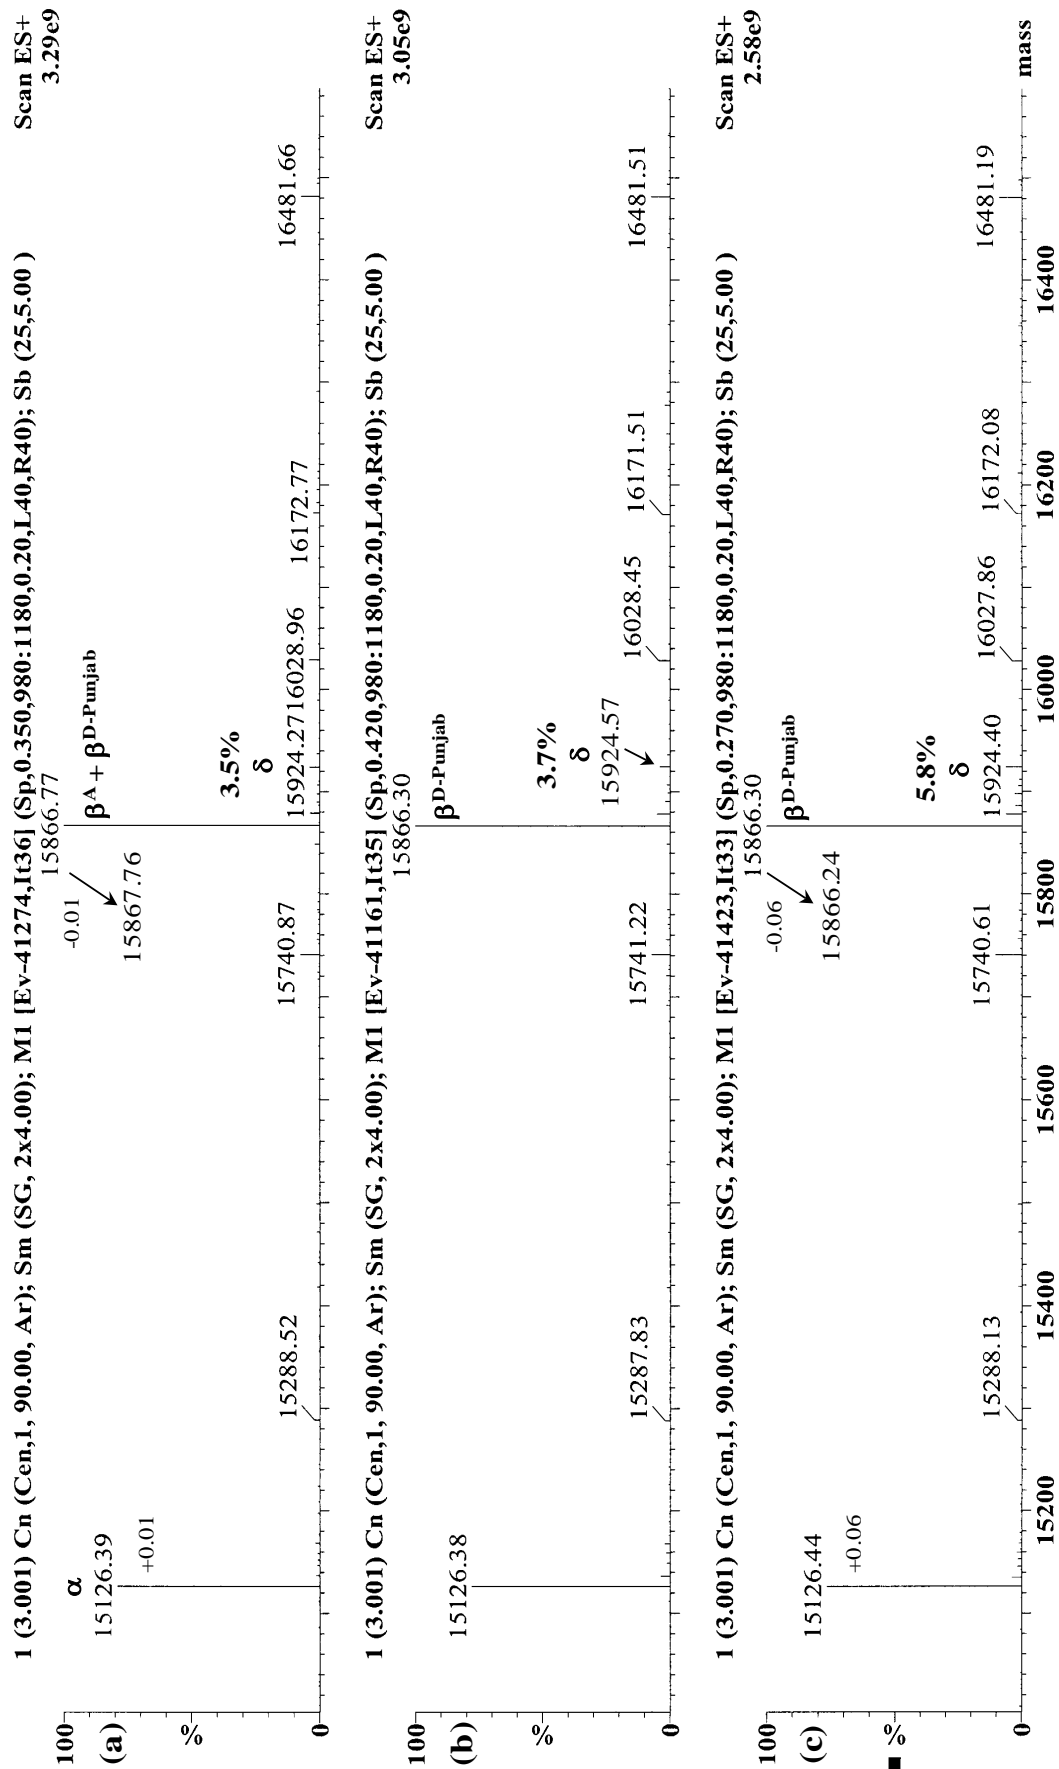 1 (3.001) Cn (Cen,1, 90.00, Ar); Sm (SG, 2x4.00); M1 [Ev-41274,It36] (Sp,0.350,980:1180,0.20,L40,R40); Sb (25,5.00 )
Scan ES+
3.29e9
100
(a)
%
0
α
15126.39
+0.01
15288.52
15740.87
-0.01
15867.76
15866.77
β^A + β^D-Punjab
3.5%
δ
15924.27
16028.96
16172.77
16481.66
1 (3.001) Cn (Cen,1, 90.00, Ar); Sm (SG, 2x4.00); M1 [Ev-41161,It35] (Sp,0.420,980:1180,0.20,L40,R40); Sb (25,5.00 )
Scan ES+
3.05e9
100
(b)
%
0
15126.38
15287.83
15741.22
15866.30
β^D-Punjab
3.7%
δ
15924.57
16028.45
16171.51
16481.51
1 (3.001) Cn (Cen,1, 90.00, Ar); Sm (SG, 2x4.00); M1 [Ev-41423,It33] (Sp,0.270,980:1180,0.20,L40,R40); Sb (25,5.00 )
Scan ES+
2.58e9
100
(c)
%
0
15126.44
+0.06
15288.13
15740.61
-0.06
15866.24
15866.30
β^D-Punjab
5.8%
δ
15924.40
16027.86
16172.08
16481.19
15200 15400 15600 15800 16000 16200 16400
mass